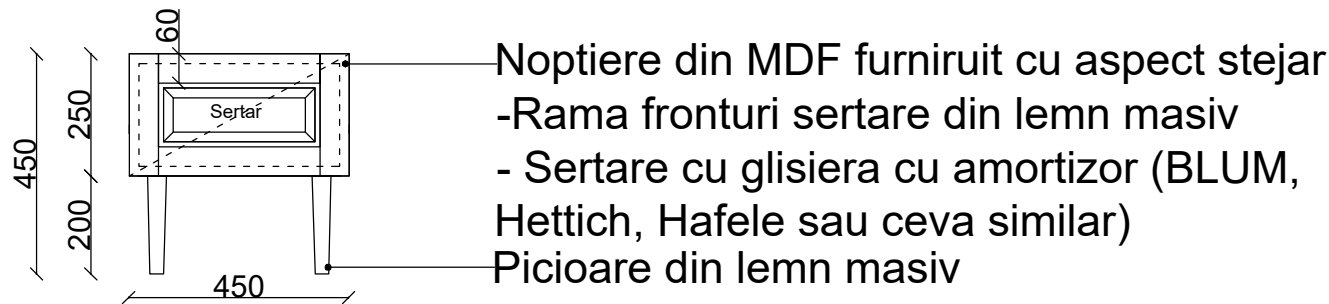 60
Noptiere din MDF furniruit cu aspect stejar
Sertar
-Rama fronturi sertare din lemn masiv
250
450
- Sertare cu glisiera cu amortizor (BLUM,
Hettich, Hafele sau ceva similar)
200
Picioare din lemn masiv
450